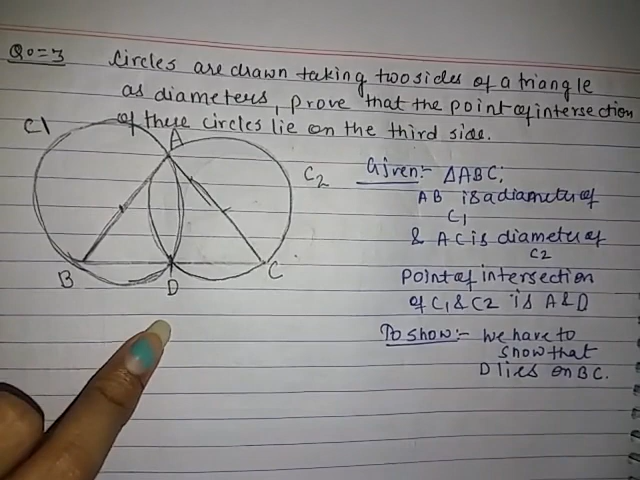 Qo=3 Circles are drawn taking two sides of a triangle
as diameters, prove that the point of intersection
of these circles lie on the third side.
C1
A
C2
B
D
C
Given:- ΔABC;
AB is a diameter of
C1
& AC is diameter of
C2
point of intersection
of C1 & C2 is A & D
To show:- we have to
show that
D lies on BC.